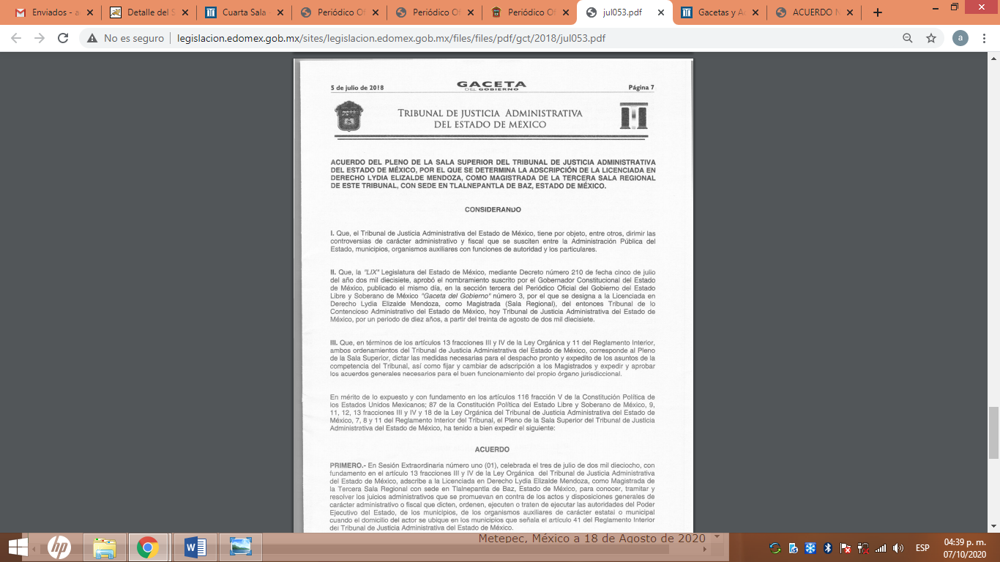 Enviados - a
Detalle del S
Cuarta Sala
Periódico Of
Periódico Of
Periódico Of
jul053.pdf
Gacetas y A
ACUERDO N
No es seguro
legislacion.edomex.gob.mx/sites/legislacion.edomex.gob.mx/files/files/pdf/gct/2018/jul053.pdf
a
5 de julio de 2018
GACETA
DEL GOBIERNO
Página 7
TRIBUNAL DE JUSTICIA ADMINISTRATIVA
DEL ESTADO DE MÉXICO
ACUERDO DEL PLENO DE LA SALA SUPERIOR DEL TRIBUNAL DE JUSTICIA ADMINISTRATIVA
DEL ESTADO DE MÉXICO, POR EL QUE SE DETERMINA LA ADSCRIPCIÓN DE LA LICENCIADA EN
DERECHO LYDIA ELIZALDE MENDOZA, COMO MAGISTRADA DE LA TERCERA SALA REGIONAL
DE ESTE TRIBUNAL, CON SEDE EN TLALNEPANTLA DE BAZ, ESTADO DE MÉXICO.
CONSIDERANDO
I. Que, el Tribunal de Justicia Administrativa del Estado de México, tiene por objeto, entre otros, dirimir las
controversias de carácter administrativo y fiscal que se susciten entre la Administración Pública del
Estado, municipios, organismos auxiliares con funciones de autoridad y los particulares.
II. Que, la "LIX" Legislatura del Estado de México, mediante Decreto número 210 de fecha cinco de julio
del año dos mil diecisiete, aprobó el nombramiento suscrito por el Gobernador Constitucional del Estado
de México, publicado el mismo día, en la sección tercera del Periódico Oficial del Gobierno del Estado
Libre y Soberano de México "Gaceta del Gobierno" número 3, por el que se designa a la Licenciada en
Derecho Lydia Elizalde Mendoza, como Magistrada (Sala Regional), del entonces Tribunal de lo
Contencioso Administrativo del Estado de México, hoy Tribunal de Justicia Administrativa del Estado de
México, por un periodo de diez años, a partir del treinta de agosto de dos mil diecisiete.
III. Que, en términos de los artículos 13 fracciones III y IV de la Ley Orgánica y 11 del Reglamento Interior,
ambos ordenamientos del Tribunal de Justicia Administrativa del Estado de México, corresponde al Pleno
de la Sala Superior, dictar las medidas necesarias para el despacho pronto y expedito de los asuntos de la
competencia del Tribunal, así como fijar y cambiar de adscripción a los Magistrados y expedir y aprobar
los acuerdos generales necesarios para el buen funcionamiento del propio órgano jurisdiccional.
En mérito de lo expuesto y con fundamento en los artículos 116 fracción V de la Constitución Política de
los Estados Unidos Mexicanos; 87 de la Constitución Política del Estado Libre y Soberano de México, 9,
11, 12, 13 fracciones III y IV y 18 de la Ley Orgánica del Tribunal de Justicia Administrativa del Estado de
México, 7, 8 y 11 del Reglamento Interior del Tribunal, el Pleno de la Sala Superior del Tribunal de Justicia
Administrativa del Estado de México, ha tenido a bien expedir el siguiente:
ACUERDO
PRIMERO.- En Sesión Extraordinaria número uno (01), celebrada el tres de julio de dos mil dieciocho, con
fundamento en el artículo 13 fracciones III y IV de la Ley Orgánica del Tribunal de Justicia Administrativa
del Estado de México, adscribe a la Licenciada en Derecho Lydia Elizalde Mendoza, como Magistrada de
la Tercera Sala Regional con sede en Tlalnepantla de Baz, Estado de México, para conocer, tramitar y
resolver los juicios administrativos que se promuevan en contra de los actos y disposiciones generales de
carácter administrativo o fiscal que dicten, ordenen, ejecuten o traten de ejecutar las autoridades del Poder
Ejecutivo del Estado, de los municipios, de los organismos auxiliares de carácter estatal o municipal
cuando el domicilio del actor se ubique en los municipios que señala el artículo 41 del Reglamento Interior
del Tribunal de Justicia Administrativa del Estado de México.
Metepec, México a 18 de Agosto de 2020
ESP
04:39 p. m.
07/10/2020